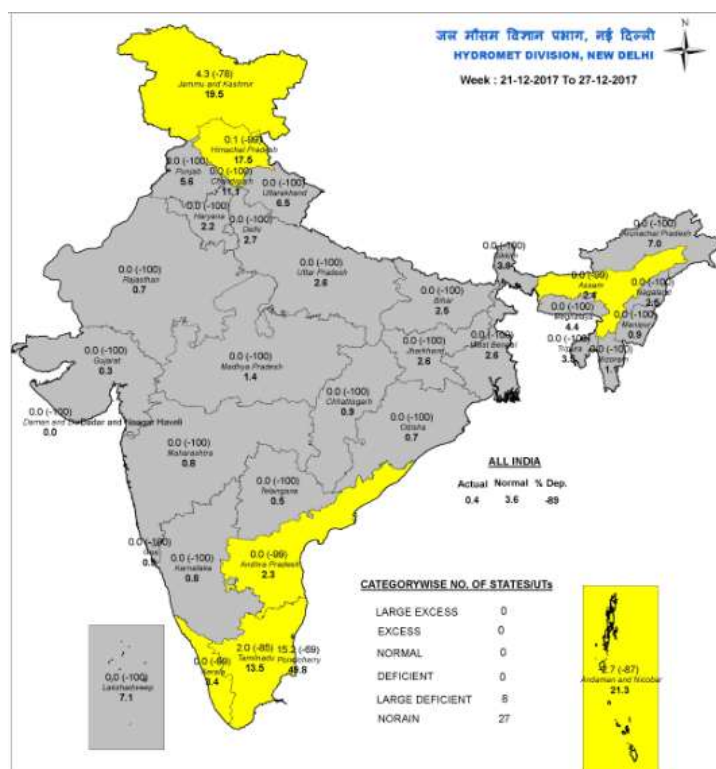 जल मौसम विज्ञान प्रभाग, नई दिल्ली
HYDROMET DIVISION, NEW DELHI
N
Week : 21-12-2017 To 27-12-2017
4.3 (-78)
Jammu and Kashmir
19.5
0.1 (-99)
Himachal Pradesh
17.5
0.0 (-100)
Punjab
5.6
0.0 (-100)
Chandigarh
11.1
0.0 (-100)
Uttarakhand
6.5
0.0 (-100)
Haryana
2.2
0.0 (-100)
Delhi
2.7
0.0 (-100)
Rajasthan
0.7
0.0 (-100)
Uttar Pradesh
2.6
0.0 (-100)
Bihar
2.5
0.0 (-100)
Sikkim
0.0 (-100)
Arunachal Pradesh
7.0
0.0 (-99)
Assam
2.4
0.0 (-100)
Nagaland
0.0 (-100)
Meghalaya
4.4
0.0 (-100)
Manipur
0.9
0.0 (-100)
Tripura
0.0 (-100)
Mizoram
0.0 (-100)
Gujarat
0.3
0.0 (-100)
Madhya Pradesh
1.4
0.0 (-100)
Jharkhand
2.6
0.0 (-100)
West Bengal
2.6
0.0 (-100)
Chhattisgarh
0.9
0.0 (-100)
Odisha
0.7
0.0 (-100)
Daman and Dadar and Nagar Haveli
0.0
0.0 (-100)
Maharashtra
0.8
0.0 (-100)
Telangana
0.5
0.0 (-100)
Goa
0.0 (-100)
Karnataka
0.8
0.0 (-99)
Andhra Pradesh
2.3
2.0 (-85)
Tamilnadu
13.5
15.2 (-69)
Pondicherry
49.8
0.0 (-99)
Kerala
0.0 (-100)
Lakshadweep
7.1
(-87)
Andaman and Nicobar
21.3
ALL INDIA
Actual Normal % Dep.
0.4 3.6 -89
CATEGORYWISE NO. OF STATES/UTs
LARGE EXCESS 0
EXCESS 0
NORMAL 0
DEFICIENT 0
LARGE DEFICIENT 8
NORAIN 27